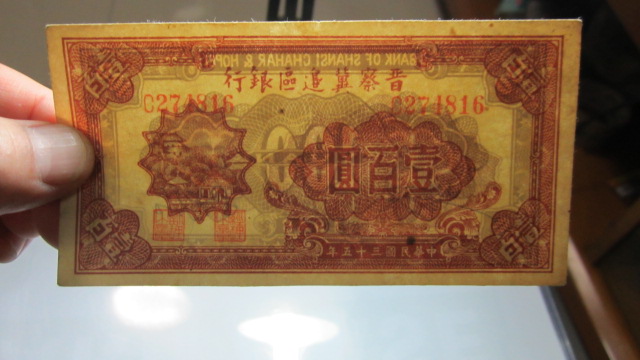 BANK OF SHANSI CHAHAR & HOP
晉察冀邊區銀行
C274816 C274816
壹百圓
中華民國三十五年